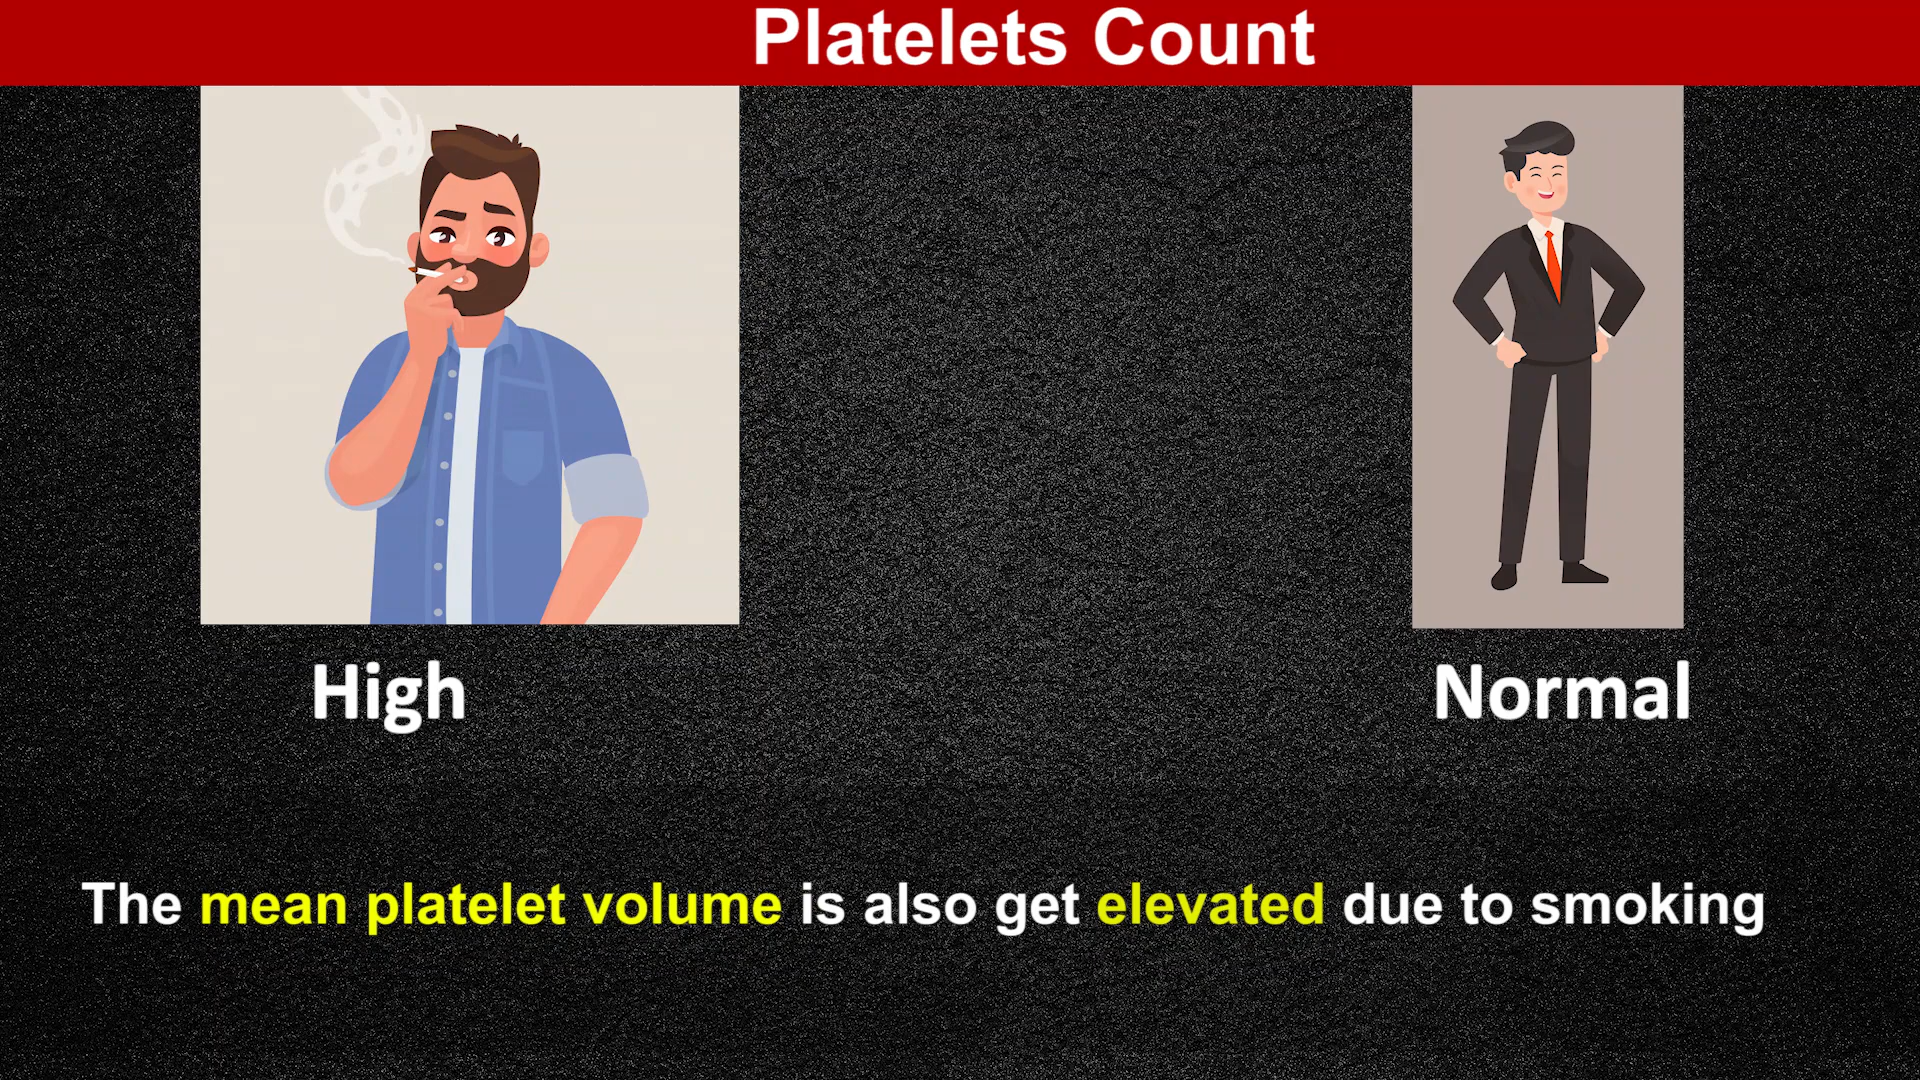 Platelets Count
High
Normal
The mean platelet volume is also get elevated due to smoking